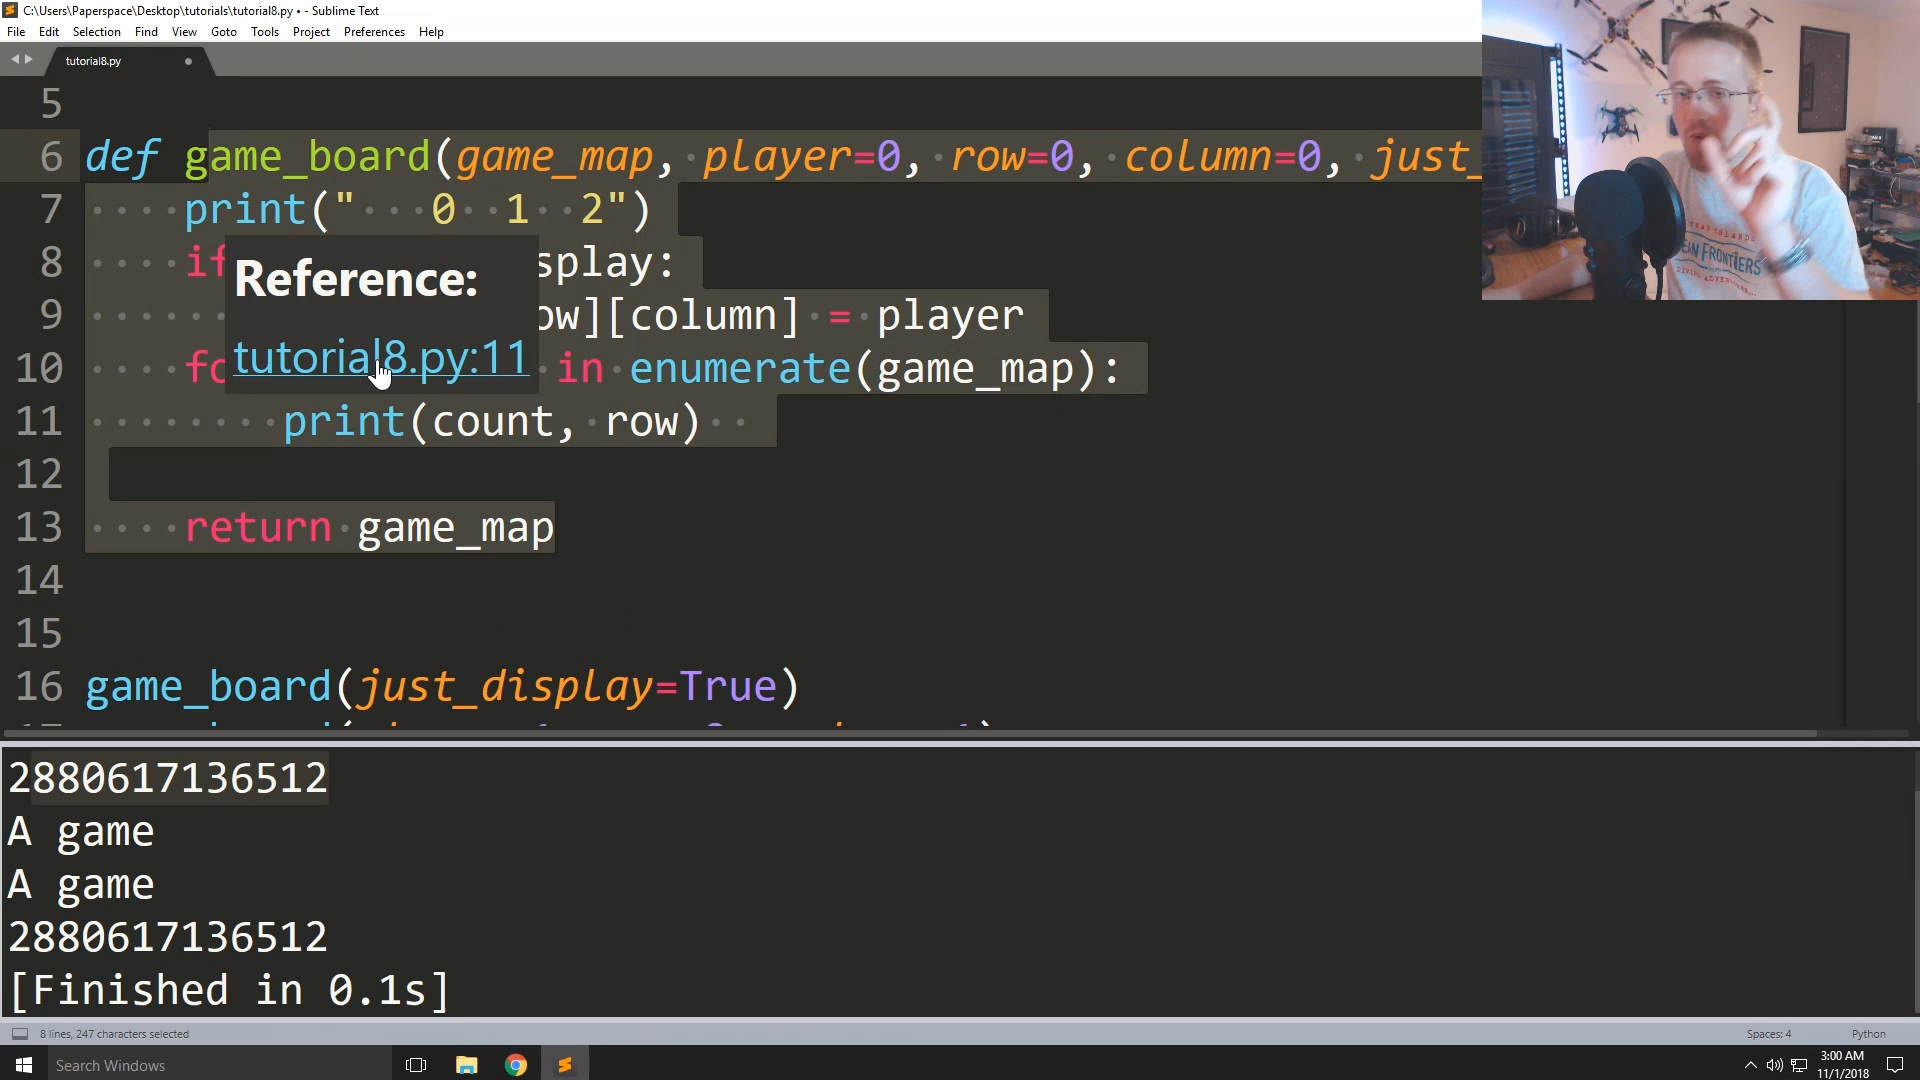 C:\Users\Paperspace\Desktop\tutorials\tutorial8.py • - Sublime Text
File Edit Selection Find View Goto Tools Project Preferences Help
tutorial8.py
5
6 def game_board(game_map, player=0, row=0, column=0, just_
7 print("   0  1  2")
8 if splay:
9 ow][column] = player
10 fo in enumerate(game_map):
Reference:
tutorial8.py:11
11 print(count, row)
12
13 return game_map
14
15
16 game_board(just_display=True)
2880617136512
A game
A game
2880617136512
[Finished in 0.1s]
8 lines, 247 characters selected
Spaces: 4
Python
Search Windows
3:00 AM
11/1/2018